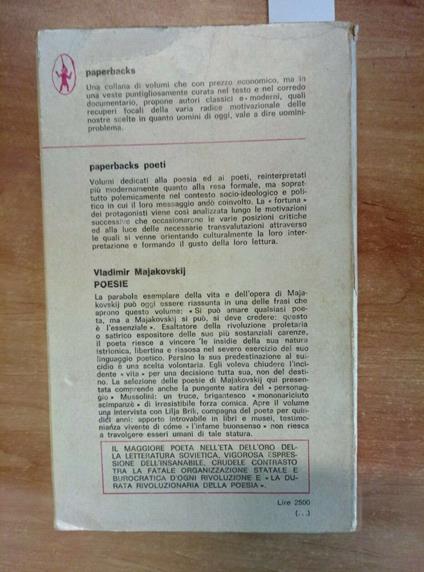 paperbacks
Una collana di volumi che con prezzo economico, ma in
una veste puntigliosamente curata nel testo e nel corredo
documentario, propone autori classici e moderni, quali
recuperi focali della varia radice motivazionale delle
nostre scelte in quanto uomini di oggi, vale a dire uomini-
problema.
paperbacks poeti
Volumi dedicati alla poesia ed ai poeti, reinterpretati
più modernamente quanto alla resa formale, ma soprat-
tutto polemicamente nel contesto socio-ideologico e poli-
tico in cui il loro messaggio andò coinvolto. La « fortuna »
dei protagonisti viene così analizzata lungo le motivazioni
successive che occasionarono le varie posizioni critiche
ed alla luce delle necessarie transvalutazioni attraverso
le quali si venne orientando culturalmente la loro inter-
pretazione e formando il gusto della loro lettura.
Vladimir Majakovskij
POESIE
La parabola esemplare della vita e dell'opera di Maja-
kovskij può oggi essere riassunta in una delle frasi che
aprono questo volume: « Si può amare qualsiasi poe-
ta, ma a Majakovskij si può, si deve credere: questo
è l'essenziale ». Esaltatore della rivoluzione proletaria
o satirico espositore delle sue più sostanziali carenze,
il poeta riesce a vincere le insidie della sua natura
istrionica, libertina e rissosa nel severo esercizio del suo
linguaggio poetico. Persino la sua predestinazione al sui-
cidio è una scelta volontaria. Egli voleva chiudere l'inci-
dente « vita » per una decisione tutta sua, non del desti-
no. La selezione delle poesie di Majakovskij qui presen-
tata comprende anche la pungente satira del « personag-
gio » Mussolini: un truce, brigantesco « mononariciuto
scimpanzé » di irresistibile forza comica. Apre il volume
una intervista con Lilja Brik, compagna del poeta per quin-
dici anni: apporto introvabile in libri e musei, testimo-
nianza vivente di come « l'infame buonsenso » non riesca
a travolgere esseri umani di tale statura.
IL MAGGIORE POETA NELL'ETÀ DELL'ORO DEL-
LA LETTERATURA SOVIETICA, VIGOROSA ESPRES-
SIONE DELL'INSANABILE, CRUDELE CONTRASTO
TRA LA FATALE ORGANIZZAZIONE STATALE E
BUROCRATICA D'OGNI RIVOLUZIONE E « LA DU-
RATA RIVOLUZIONARIA DELLA POESIA ».
Lire 2500
(...)